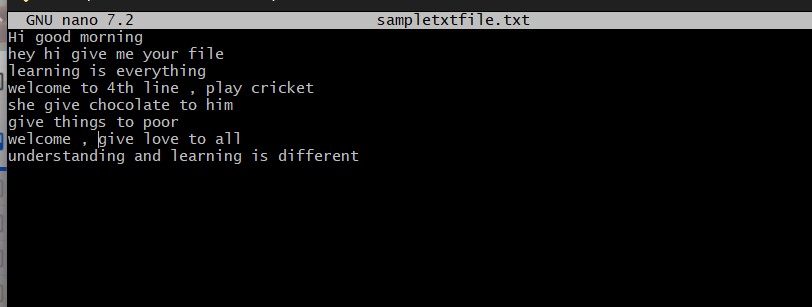 GNU nano 7.2 sampletxtfile.txt
Hi good morning
hey hi give me your file
learning is everything
welcome to 4th line , play cricket
she give chocolate to him
give things to poor
welcome , give love to all
understanding and learning is different